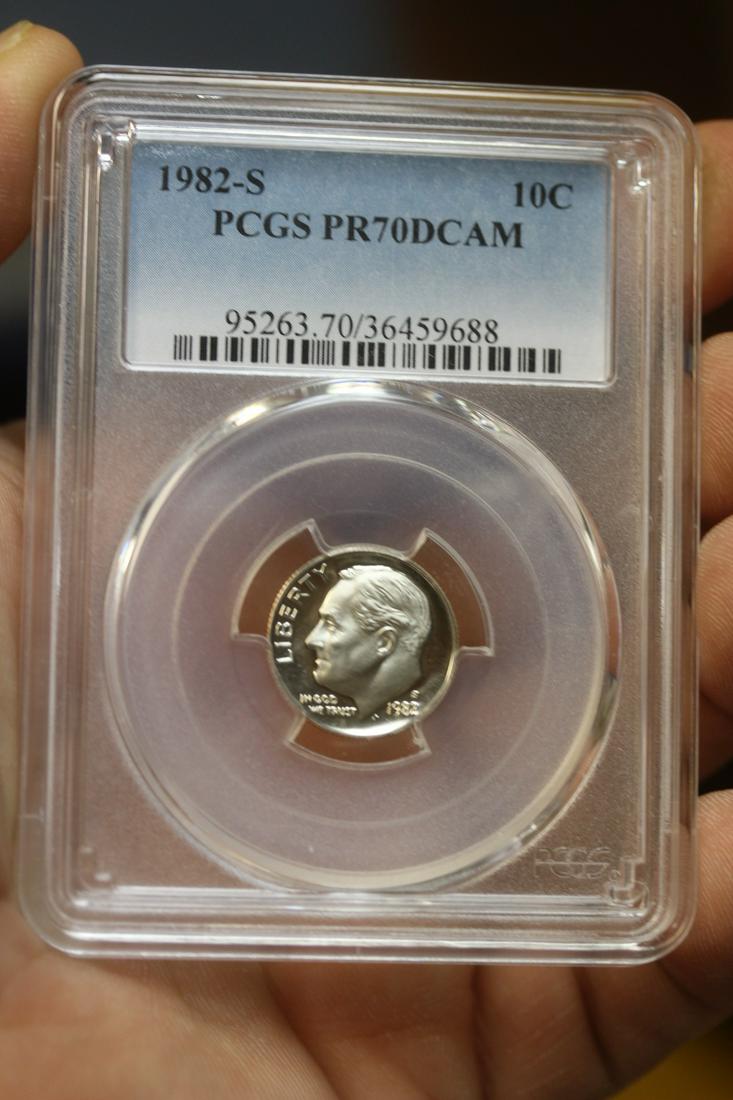 1982-S 10C
PCGS PR70DCAM
95263.70/36459688
LIBERTY
IN GOD
WE TRUST
S
1982
PCGS